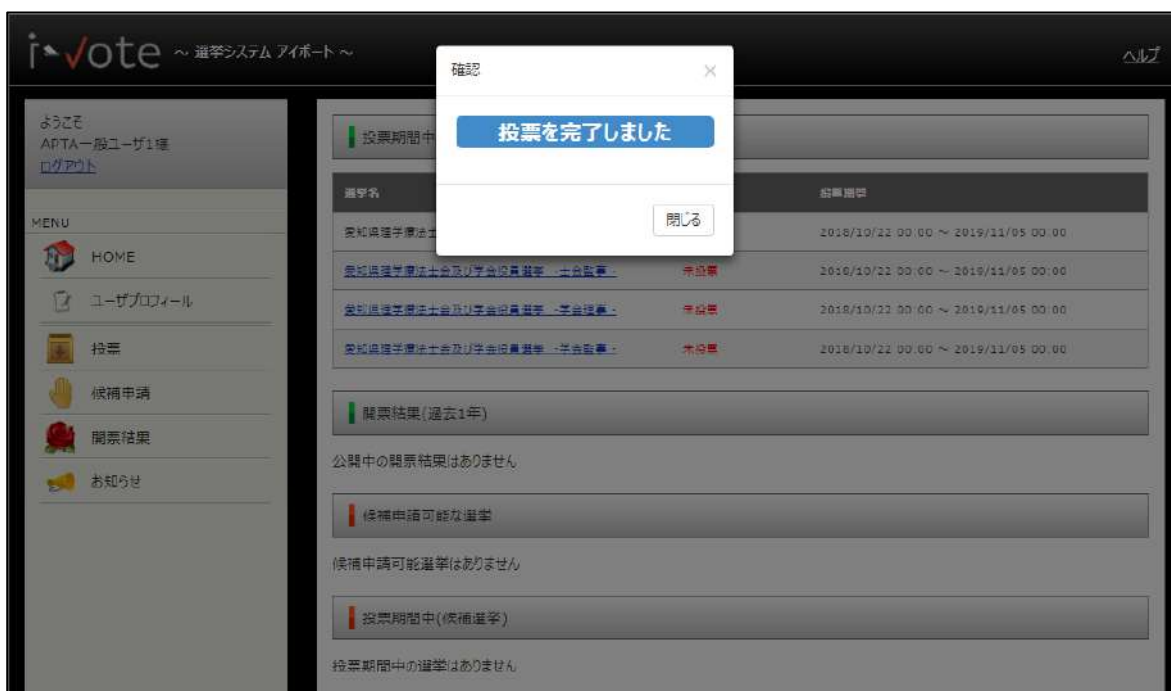 i-vote ～ 選挙システム アイボート ～
ヘルプ
確認
×
投票を完了しました
閉じる
ようこそ
APTA一般ユーザ1様
ログアウト
MENU
HOME
ユーザプロフィール
投票
候補申請
開票結果
お知らせ
投票期間中
選挙名 投票期間
愛知県理学療法士 2018/10/22 00:00 ～ 2019/11/05 00:00
愛知県理学療法士会及び学会役員選挙 -士会監事- 未投票 2018/10/22 00:00 ～ 2019/11/05 00:00
愛知県理学療法士会及び学会役員選挙 -学会理事- 未投票 2018/10/22 00:00 ～ 2019/11/05 00:00
愛知県理学療法士会及び学会役員選挙 -学会監事- 未投票 2018/10/22 00:00 ～ 2019/11/05 00:00
開票結果(過去1年)
公開中の開票結果はありません
候補申請可能な選挙
候補申請可能選挙はありません
投票期間中(候補選挙)
投票期間中の選挙はありません